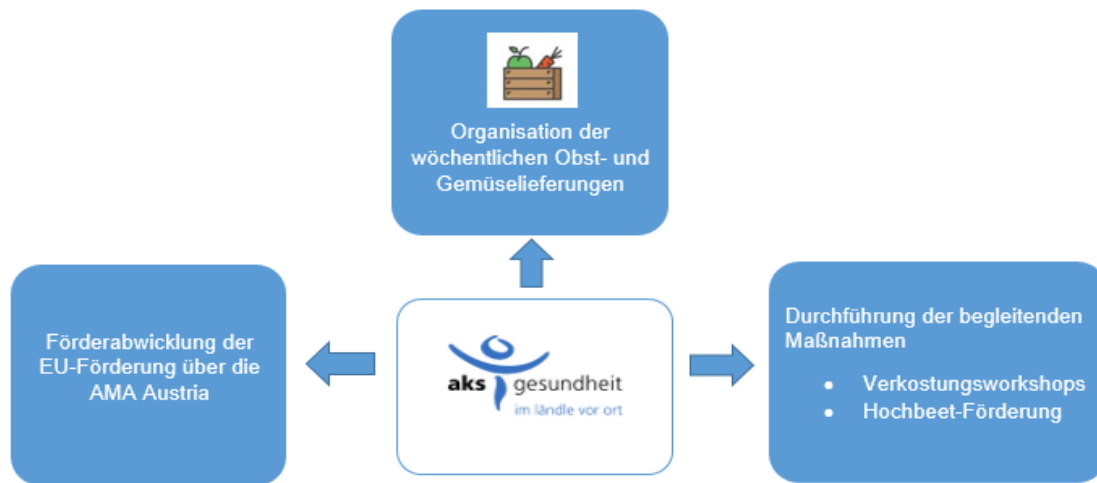 Organisation der
wöchentlichen Obst- und
Gemüselieferungen
Förderabwicklung der
EU-Förderung über die
AMA Austria
aks gesundheit
im ländle vor ort
Durchführung der begleitenden
Maßnahmen
• Verkostungsworkshops
• Hochbeet-Förderung